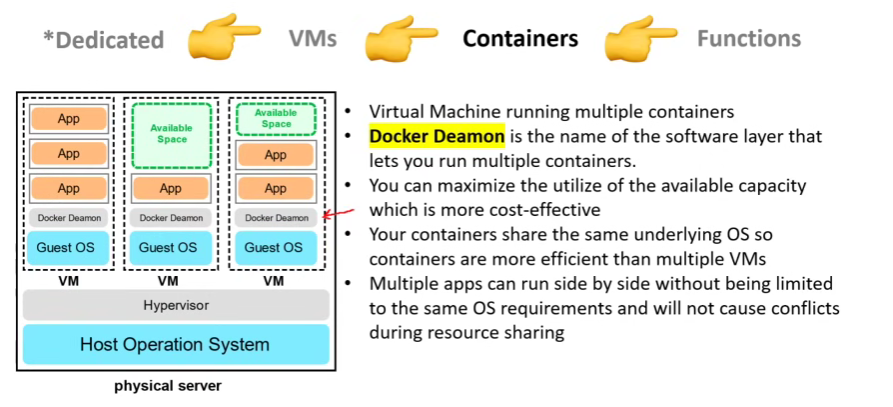 *Dedicated VMs Containers Functions
App
App
App
Docker Deamon
Guest OS
VM
Available
Space
App
Docker Deamon
Guest OS
VM
Available
Space
App
App
Docker Deamon
Guest OS
VM
Hypervisor
Host Operation System
physical server
• Virtual Machine running multiple containers
• Docker Deamon is the name of the software layer that
lets you run multiple containers.
• You can maximize the utilize of the available capacity
which is more cost-effective
• Your containers share the same underlying OS so
containers are more efficient than multiple VMs
• Multiple apps can run side by side without being limited
to the same OS requirements and will not cause conflicts
during resource sharing